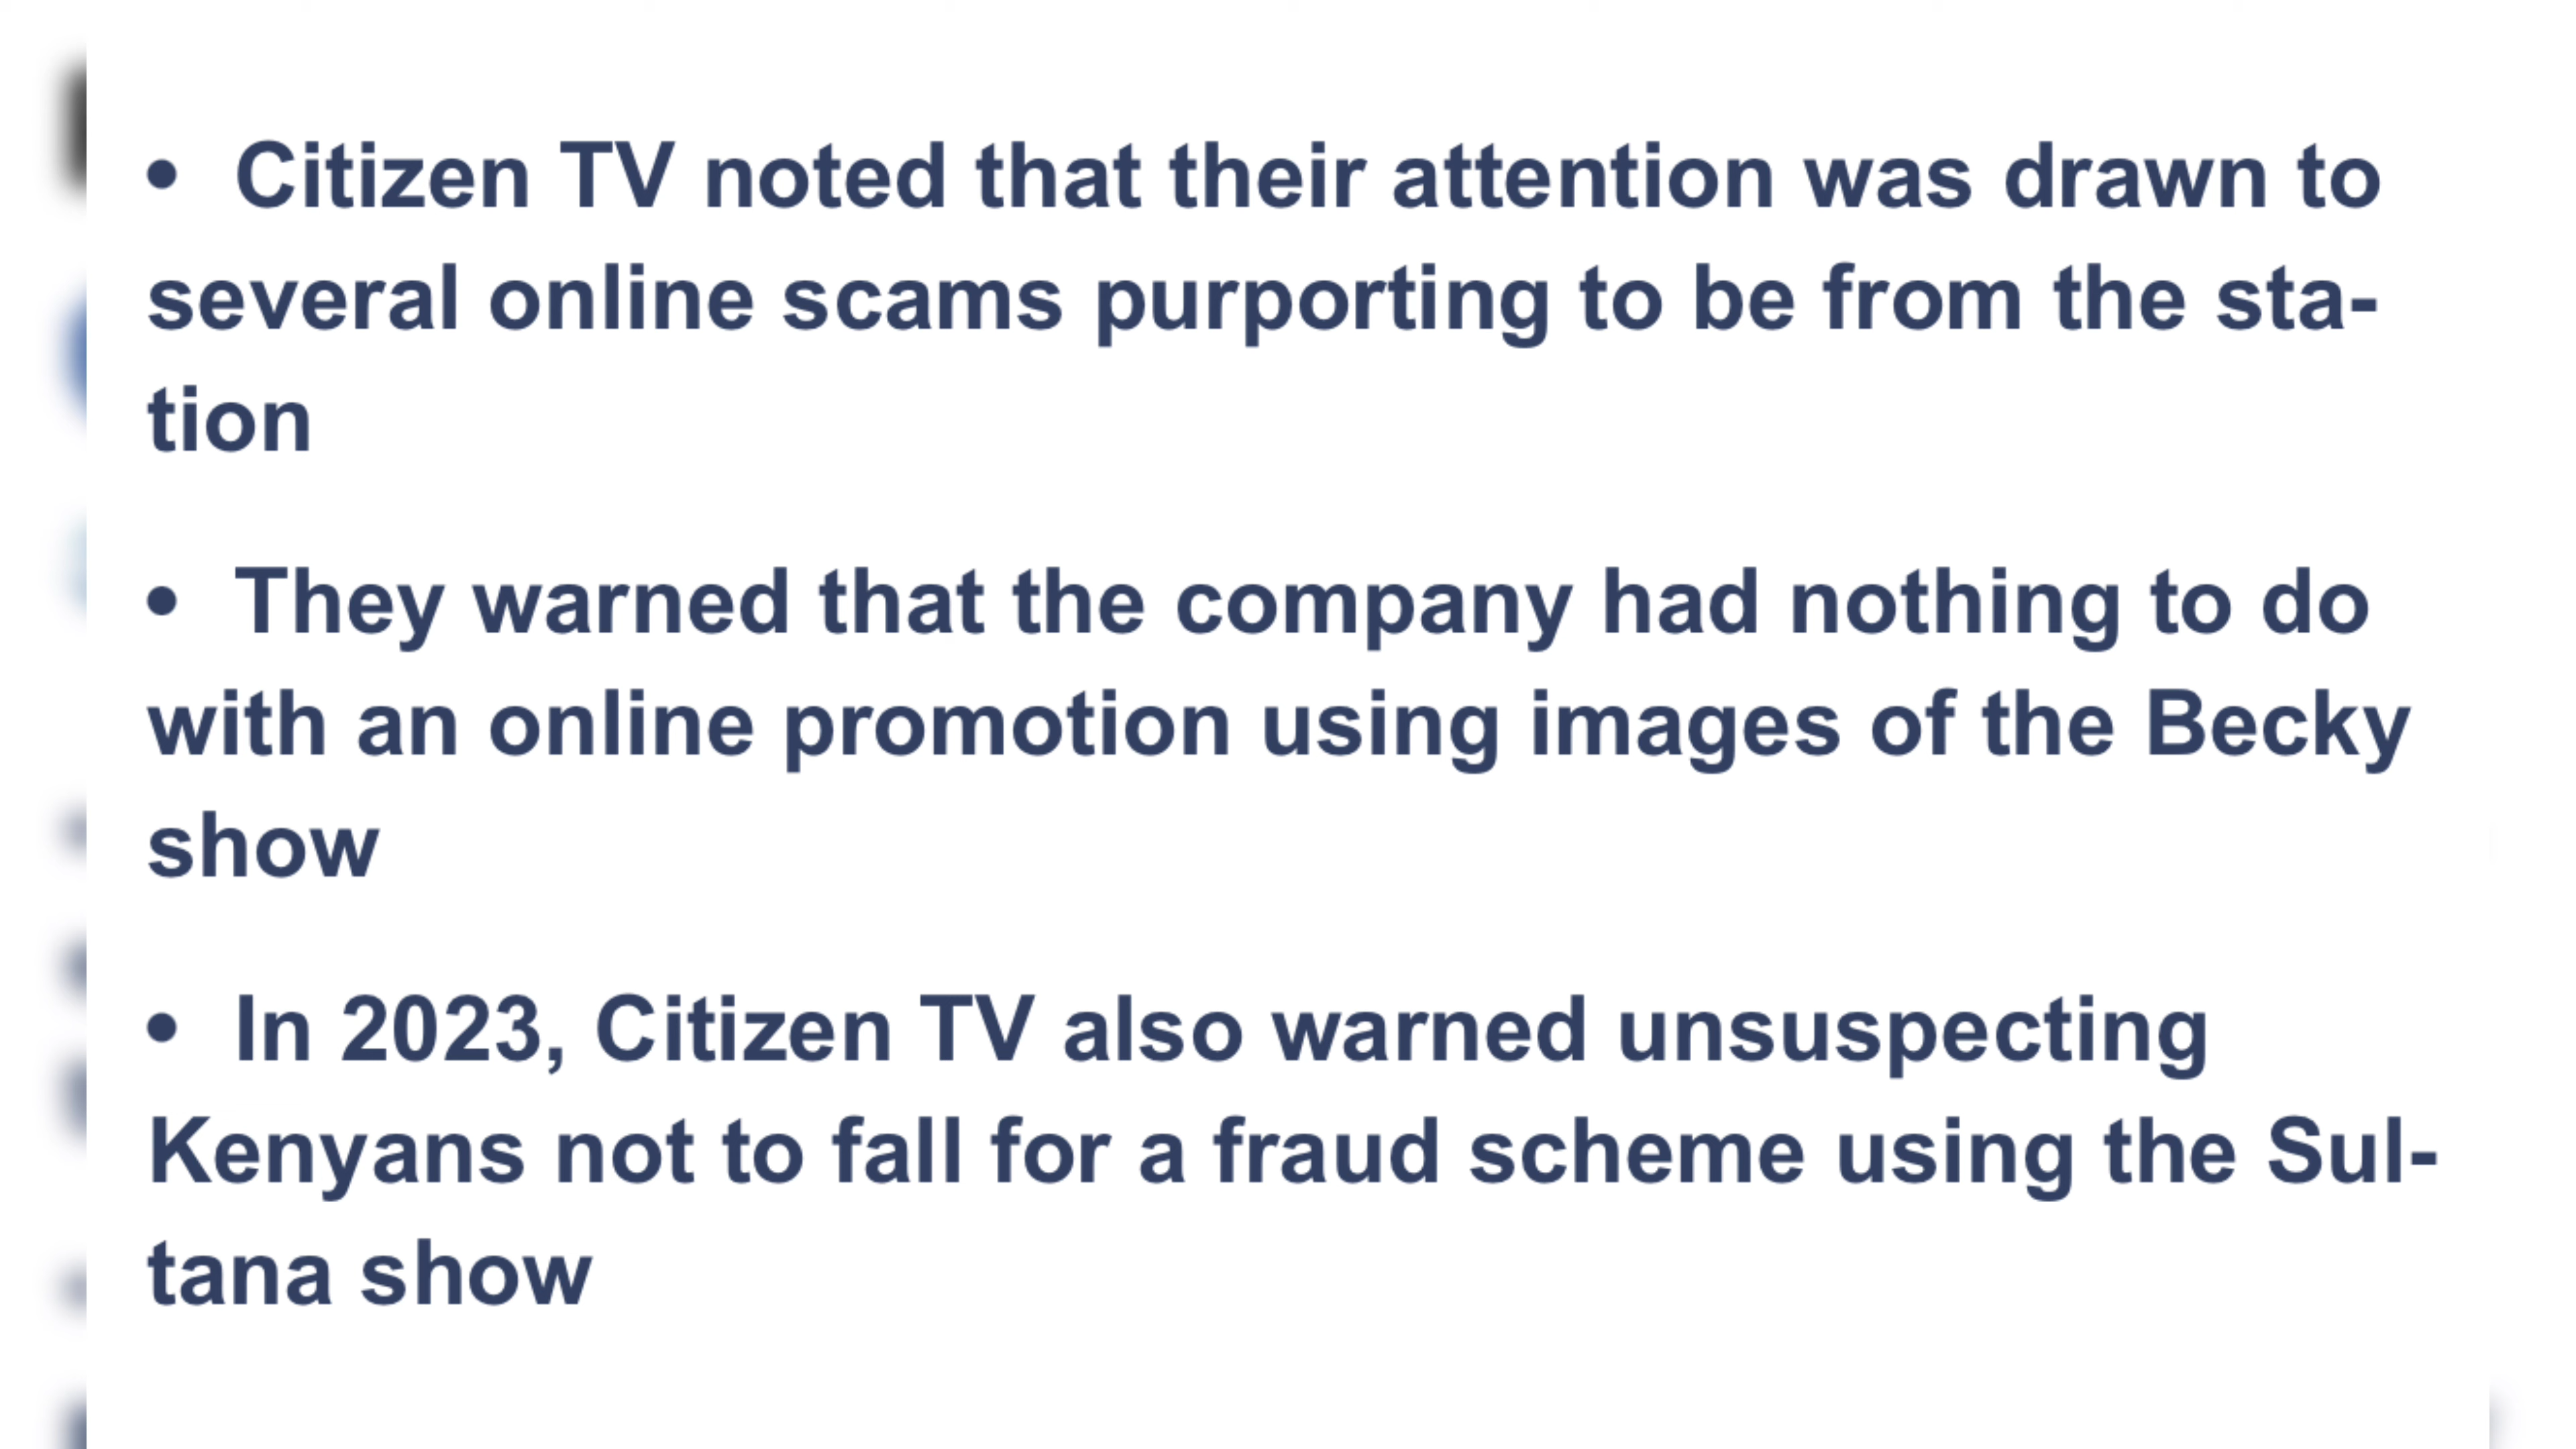 • Citizen TV noted that their attention was drawn to
several online scams purporting to be from the sta-
tion
• They warned that the company had nothing to do
with an online promotion using images of the Becky
show
• In 2023, Citizen TV also warned unsuspecting
Kenyans not to fall for a fraud scheme using the Sul-
tana show